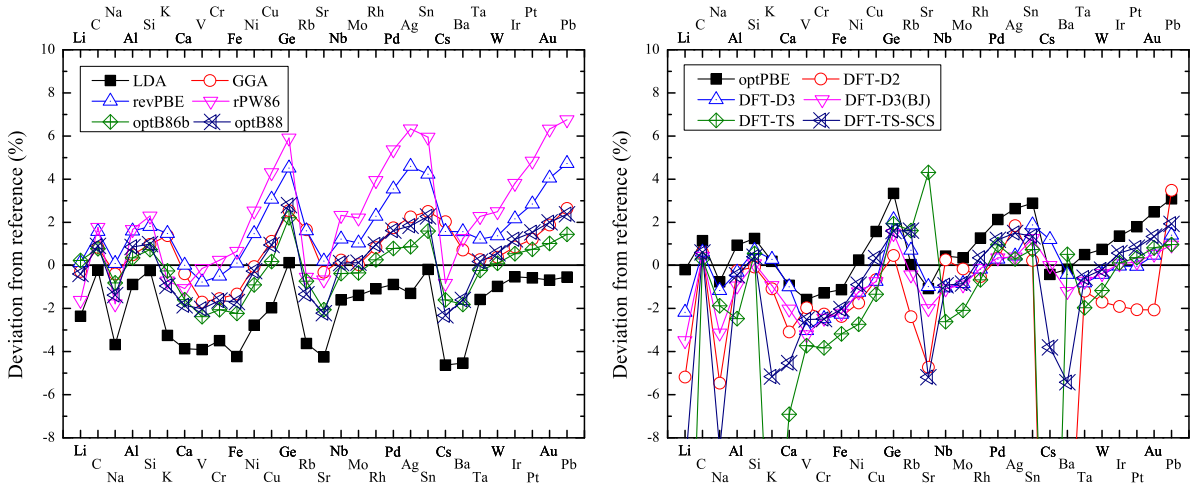 Na Cr Cu Sr Rh Sn Ta Pt
C Si K V Ni Rb Mo Ag Ba Ir Pb
Li Al Ca Fe Ge Nb Pd Cs W Au
10
8
6
4
2
0
-2
-4
-6
-8
Deviation from reference (%)
LDA GGA
revPBE rPW86
optB86b optB88
Li Al Ca Fe Ge Nb Pd Cs W Au
C Si V Ni Rb Mo Ag Ba Ir Pb
Na K Cr Cu Sr Rh Sn Ta Pt
Na Cr Cu Sr Rh Sn Ta Pt
C Si K V Ni Rb Mo Ag Ba Ir Pb
Li Al Ca Fe Ge Nb Pd Cs W Au
10
8
6
4
2
0
-2
-4
-6
-8
Deviation from reference (%)
optPBE DFT-D2
DFT-D3 DFT-D3(BJ)
DFT-TS DFT-TS-SCS
Li Al Ca Fe Ge Nb Pd Cs W Au
C Si V Ni Rb Mo Ag Ba Ir Pb
Na K Cr Cu Sr Rh Sn Ta Pt